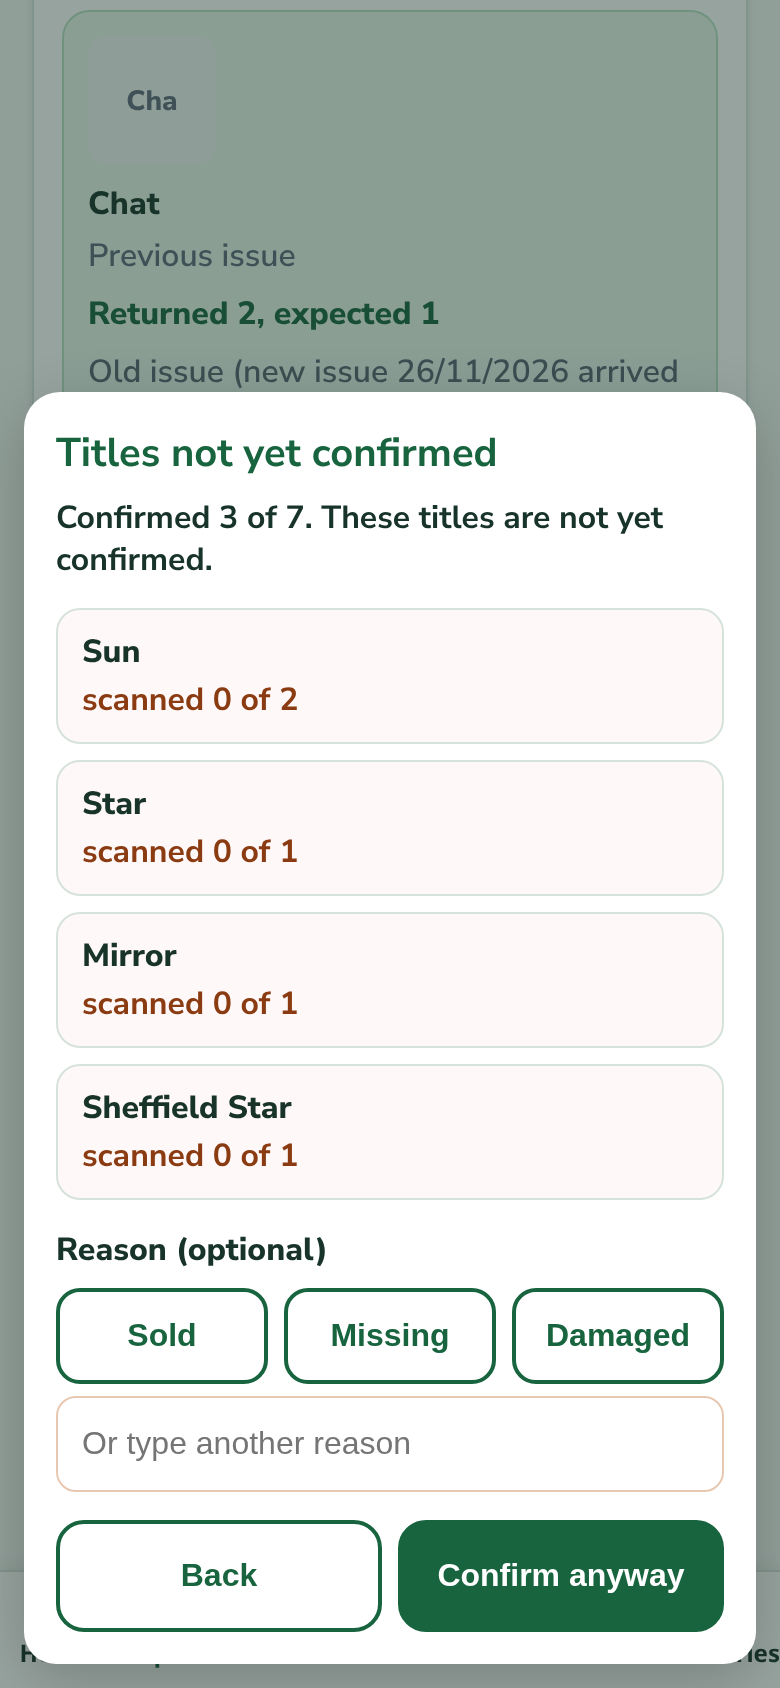 Cha
Chat
Previous issue
Returned 2, expected 1
Old issue (new issue 26/11/2026 arrived
Titles not yet confirmed
Confirmed 3 of 7. These titles are not yet
confirmed.
Sun
scanned 0 of 2
Star
scanned 0 of 1
Mirror
scanned 0 of 1
Sheffield Star
scanned 0 of 1
Reason (optional)
Sold
Missing
Damaged
Or type another reason
Back
Confirm anyway